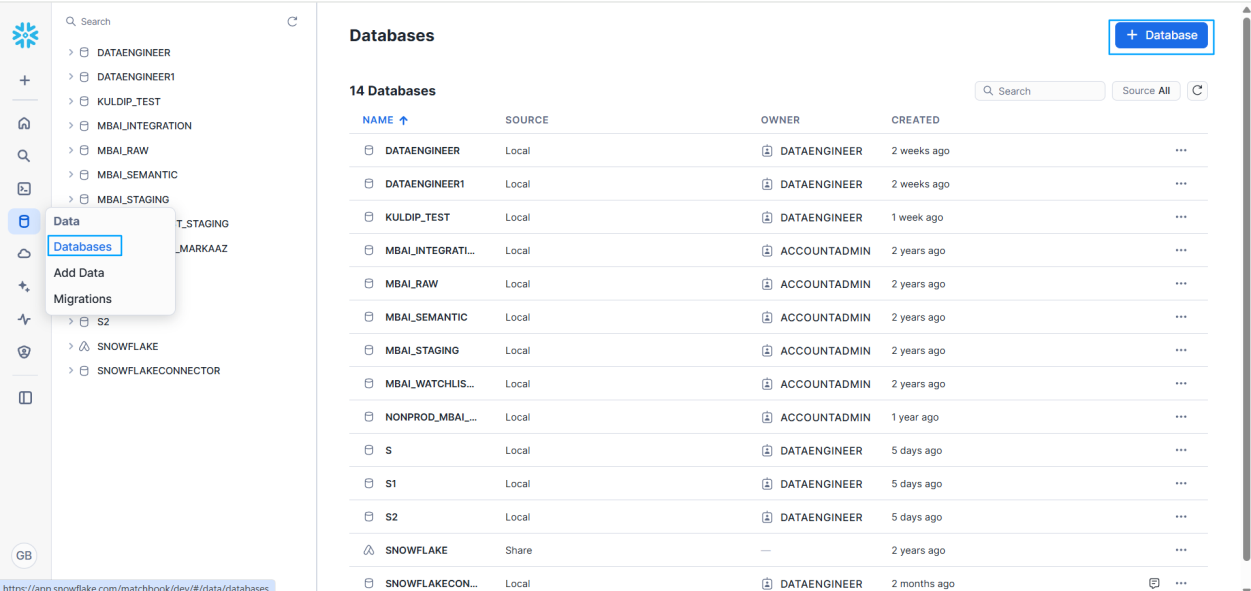 Search
DATAENGINEER
DATAENGINEER1
KULDIP_TEST
MBAI_INTEGRATION
MBAI_RAW
MBAI_SEMANTIC
MBAI_STAGING
T_STAGING
_MARKAAZ
S2
SNOWFLAKE
SNOWFLAKECONNECTOR
Data
Databases
Add Data
Migrations
GB
https://app.snowflake.com/matchbook/dev/#/data/databases
Databases
+ Database
14 Databases
Search
Source All
NAME SOURCE OWNER CREATED
DATAENGINEER Local DATAENGINEER 2 weeks ago
DATAENGINEER1 Local DATAENGINEER 2 weeks ago
KULDIP_TEST Local DATAENGINEER 1 week ago
MBAI_INTEGRATI... Local ACCOUNTADMIN 2 years ago
MBAI_RAW Local ACCOUNTADMIN 2 years ago
MBAI_SEMANTIC Local ACCOUNTADMIN 2 years ago
MBAI_STAGING Local ACCOUNTADMIN 2 years ago
MBAI_WATCHLIS... Local ACCOUNTADMIN 2 years ago
NONPROD_MBAI_... Local ACCOUNTADMIN 1 year ago
S Local DATAENGINEER 5 days ago
S1 Local DATAENGINEER 5 days ago
S2 Local DATAENGINEER 5 days ago
SNOWFLAKE Share — 2 years ago
SNOWFLAKECON... Local DATAENGINEER 2 months ago